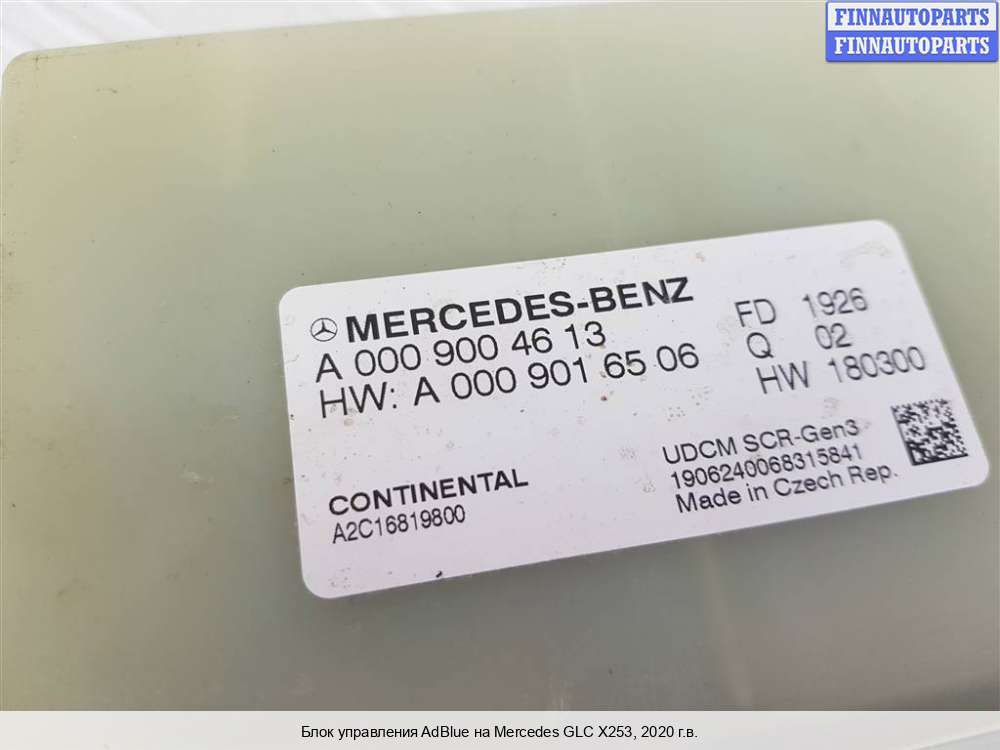 FINNAUTOPARTS
FINNAUTOPARTS
MERCEDES-BENZ
A 000 900 46 13
HW: A 000 901 65 06
FD 1926
Q 02
HW 180300
CONTINENTAL
A2C16819800
UDCM SCR-Gen3
1906240068315841
Made in Czech Rep.
Блок управления AdBlue на Mercedes GLC X253, 2020 г.в.